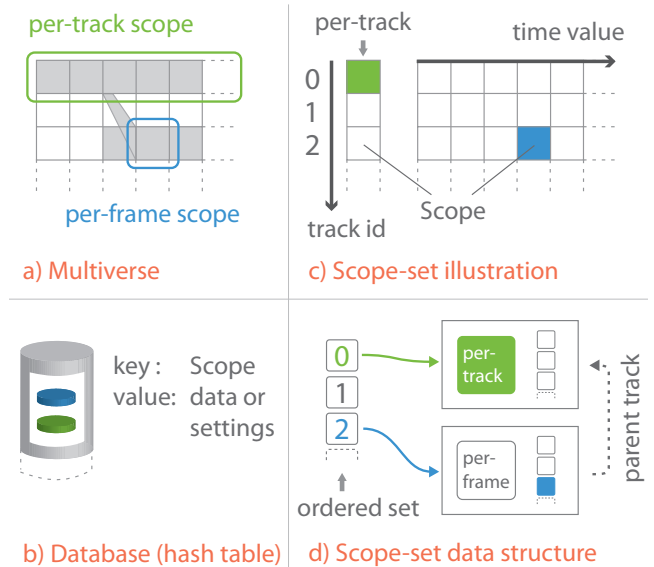 per-track scope
per-frame scope
a) Multiverse
per-track
time value
0
1
2
Scope
track id
c) Scope-set illustration
key : Scope
value: data or
settings
b) Database (hash table)
0
1
2
ordered set
per-
track
per-
frame
parent track
d) Scope-set data structure